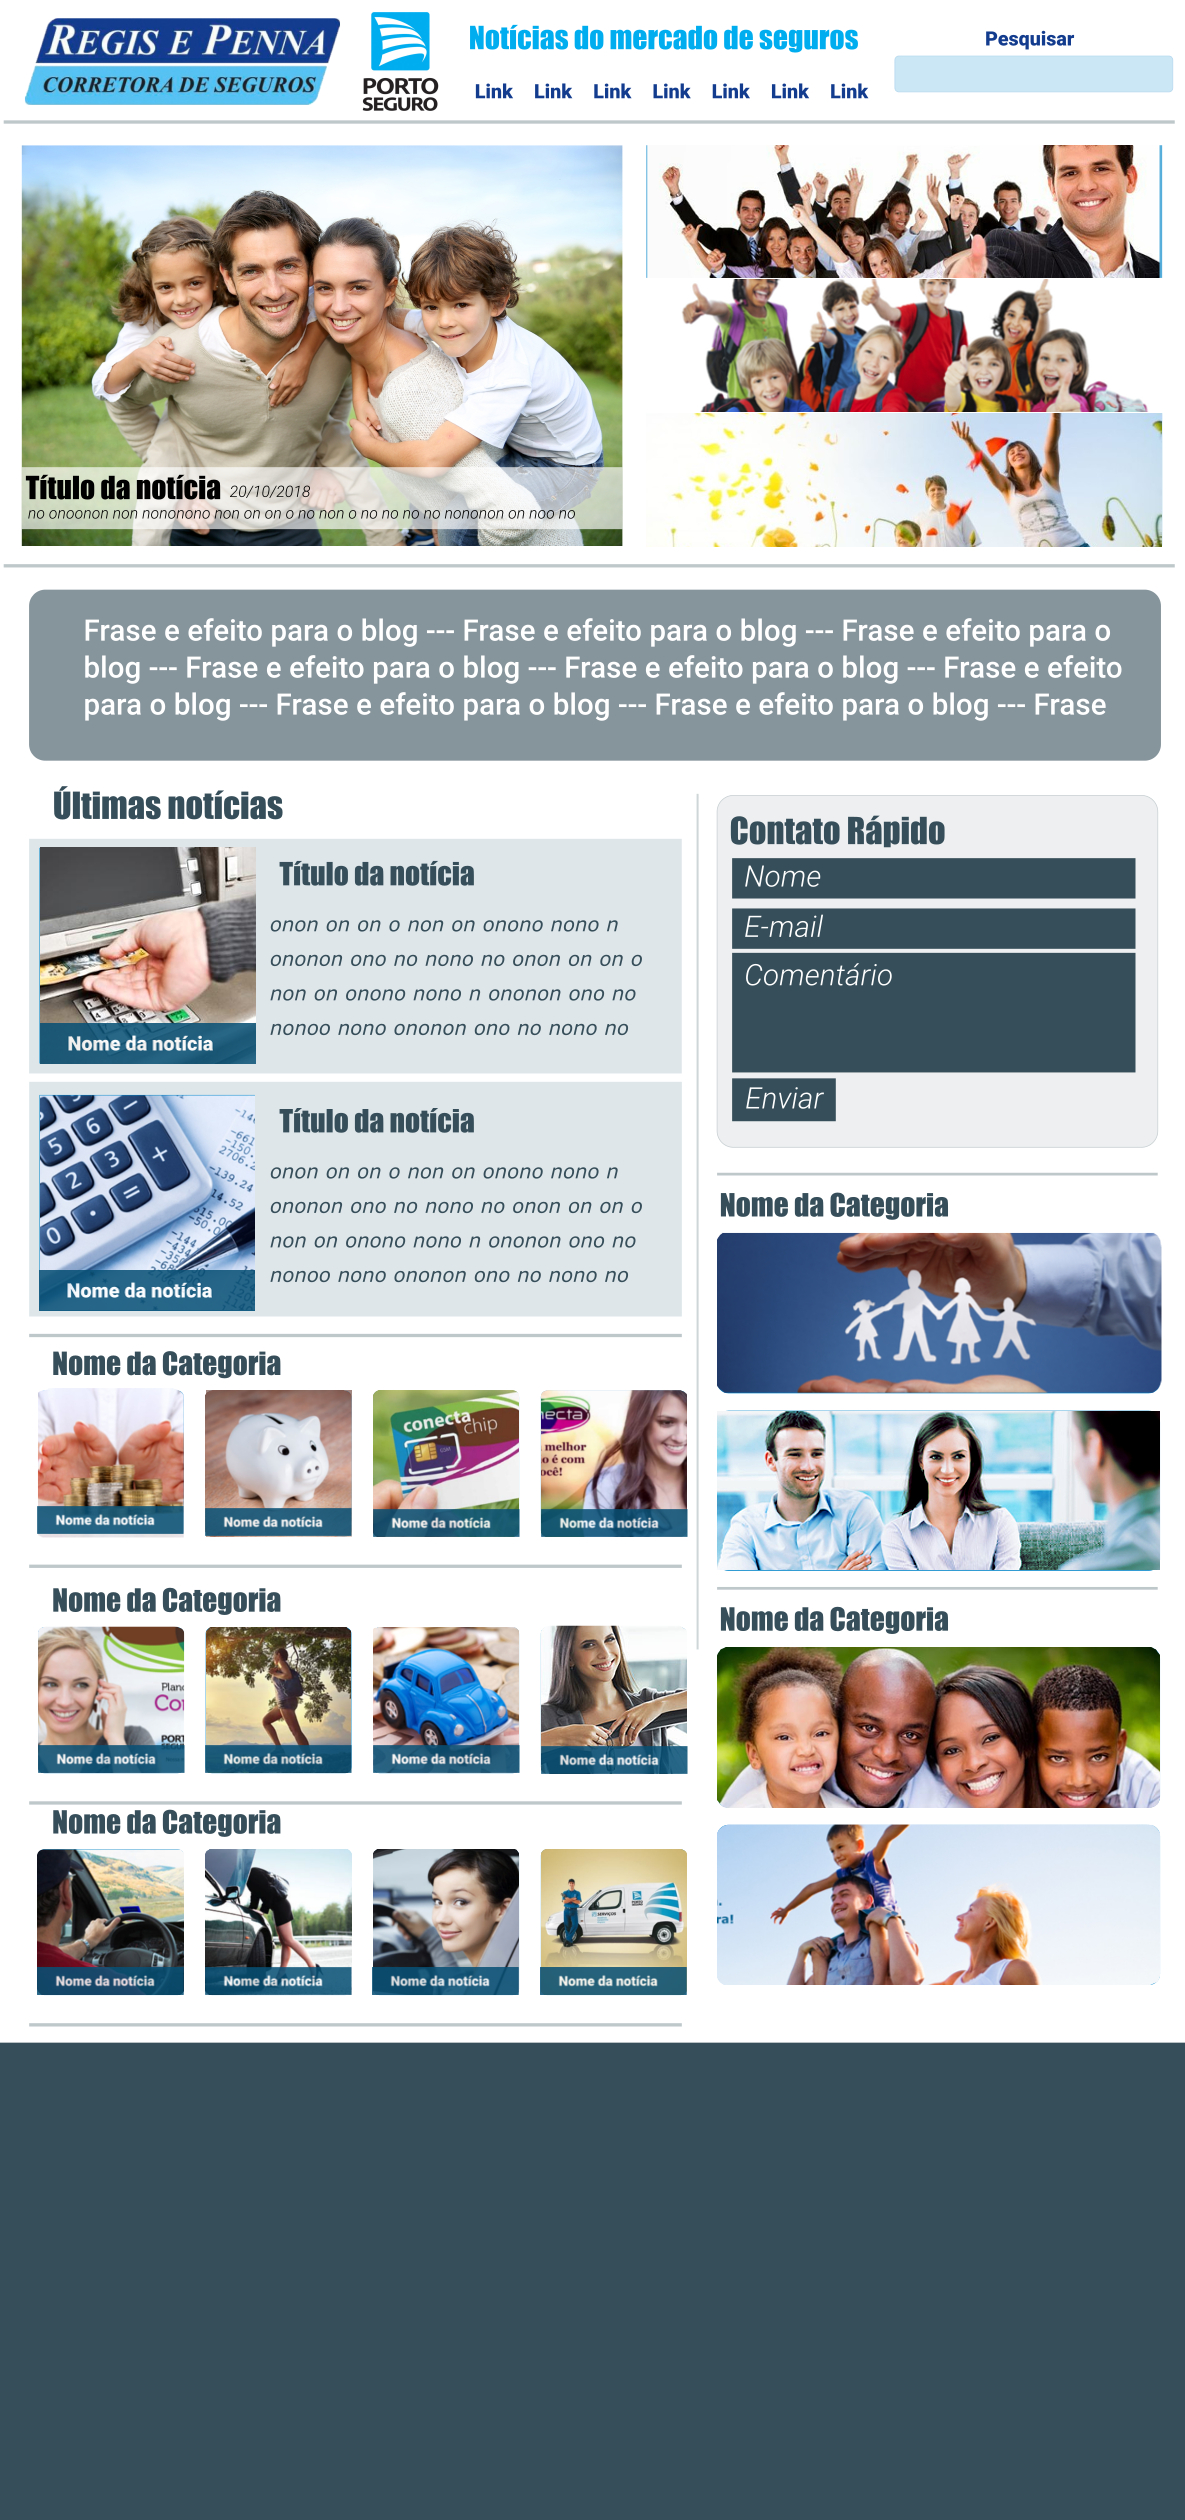 REGIS E PENNA
CORRETORA DE SEGUROS
PORTO
SEGURO
Notícias do mercado de seguros
Pesquisar
Link Link Link Link Link Link Link
Título da notícia 20/10/2018
no onoonon non nononono non on on o no non o no no no no nononon on noo no
Frase e efeito para o blog --- Frase e efeito para o blog --- Frase e efeito para o
blog --- Frase e efeito para o blog --- Frase e efeito para o blog --- Frase e efeito
para o blog --- Frase e efeito para o blog --- Frase e efeito para o blog --- Frase
Últimas notícias
Título da notícia
onon on on o non on onono nono n
ononon ono no nono no onon on on o
non on onono nono n ononon ono no
nonoo nono ononon ono no nono no
Nome da notícia
Título da notícia
onon on on o non on onono nono n
ononon ono no nono no onon on on o
non on onono nono n ononon ono no
nonoo nono ononon ono no nono no
Nome da notícia
Contato Rápido
Nome
E-mail
Comentário
Enviar
Nome da Categoria
conecta
chip
melhor
o é com
ocê!
Nome da notícia
Nome da notícia
Nome da notícia
Nome da notícia
Nome da Categoria
Nome da notícia
Nome da notícia
Nome da notícia
Nome da notícia
Nome da Categoria
Nome da notícia
Nome da notícia
Nome da notícia
Nome da notícia
Nome da Categoria
Nome da Categoria
ra!